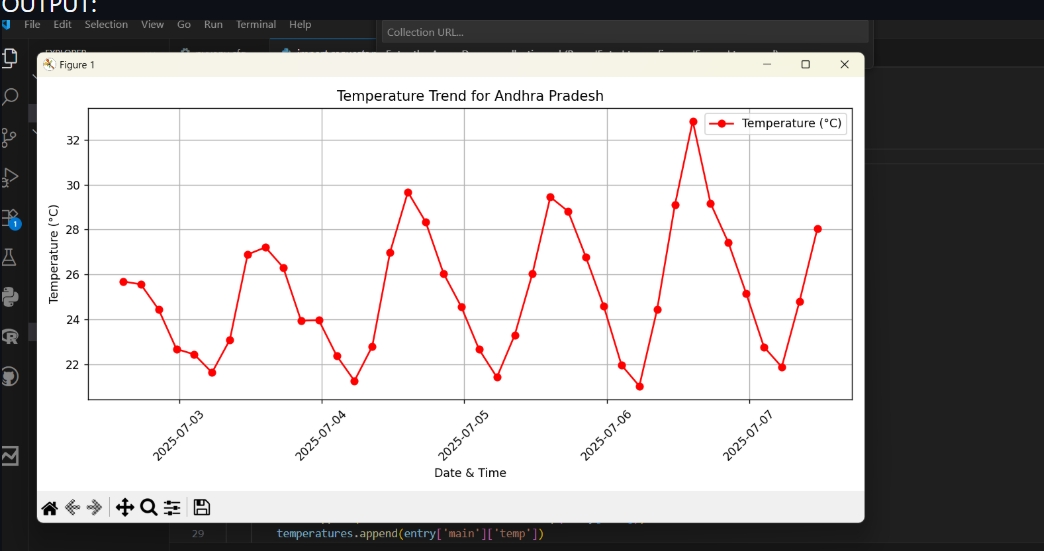 OUTPUT:
File Edit Selection View Go Run Terminal Help
Collection URL...
Figure 1
Temperature Trend for Andhra Pradesh
Temperature (°C)
Temperature (°C)
32
30
28
26
24
22
2025-07-03
2025-07-04
2025-07-05
2025-07-06
2025-07-07
Date & Time
1
29 temperatures.append(entry['main']['temp'])